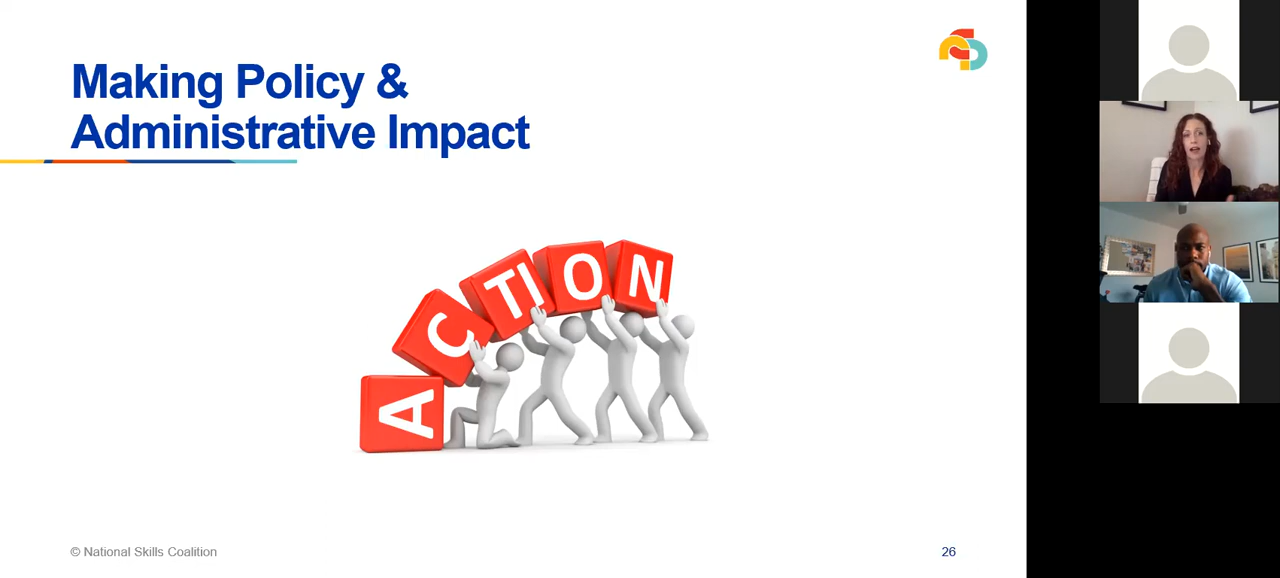 Making Policy &
Administrative Impact
ACTION
© National Skills Coalition
26